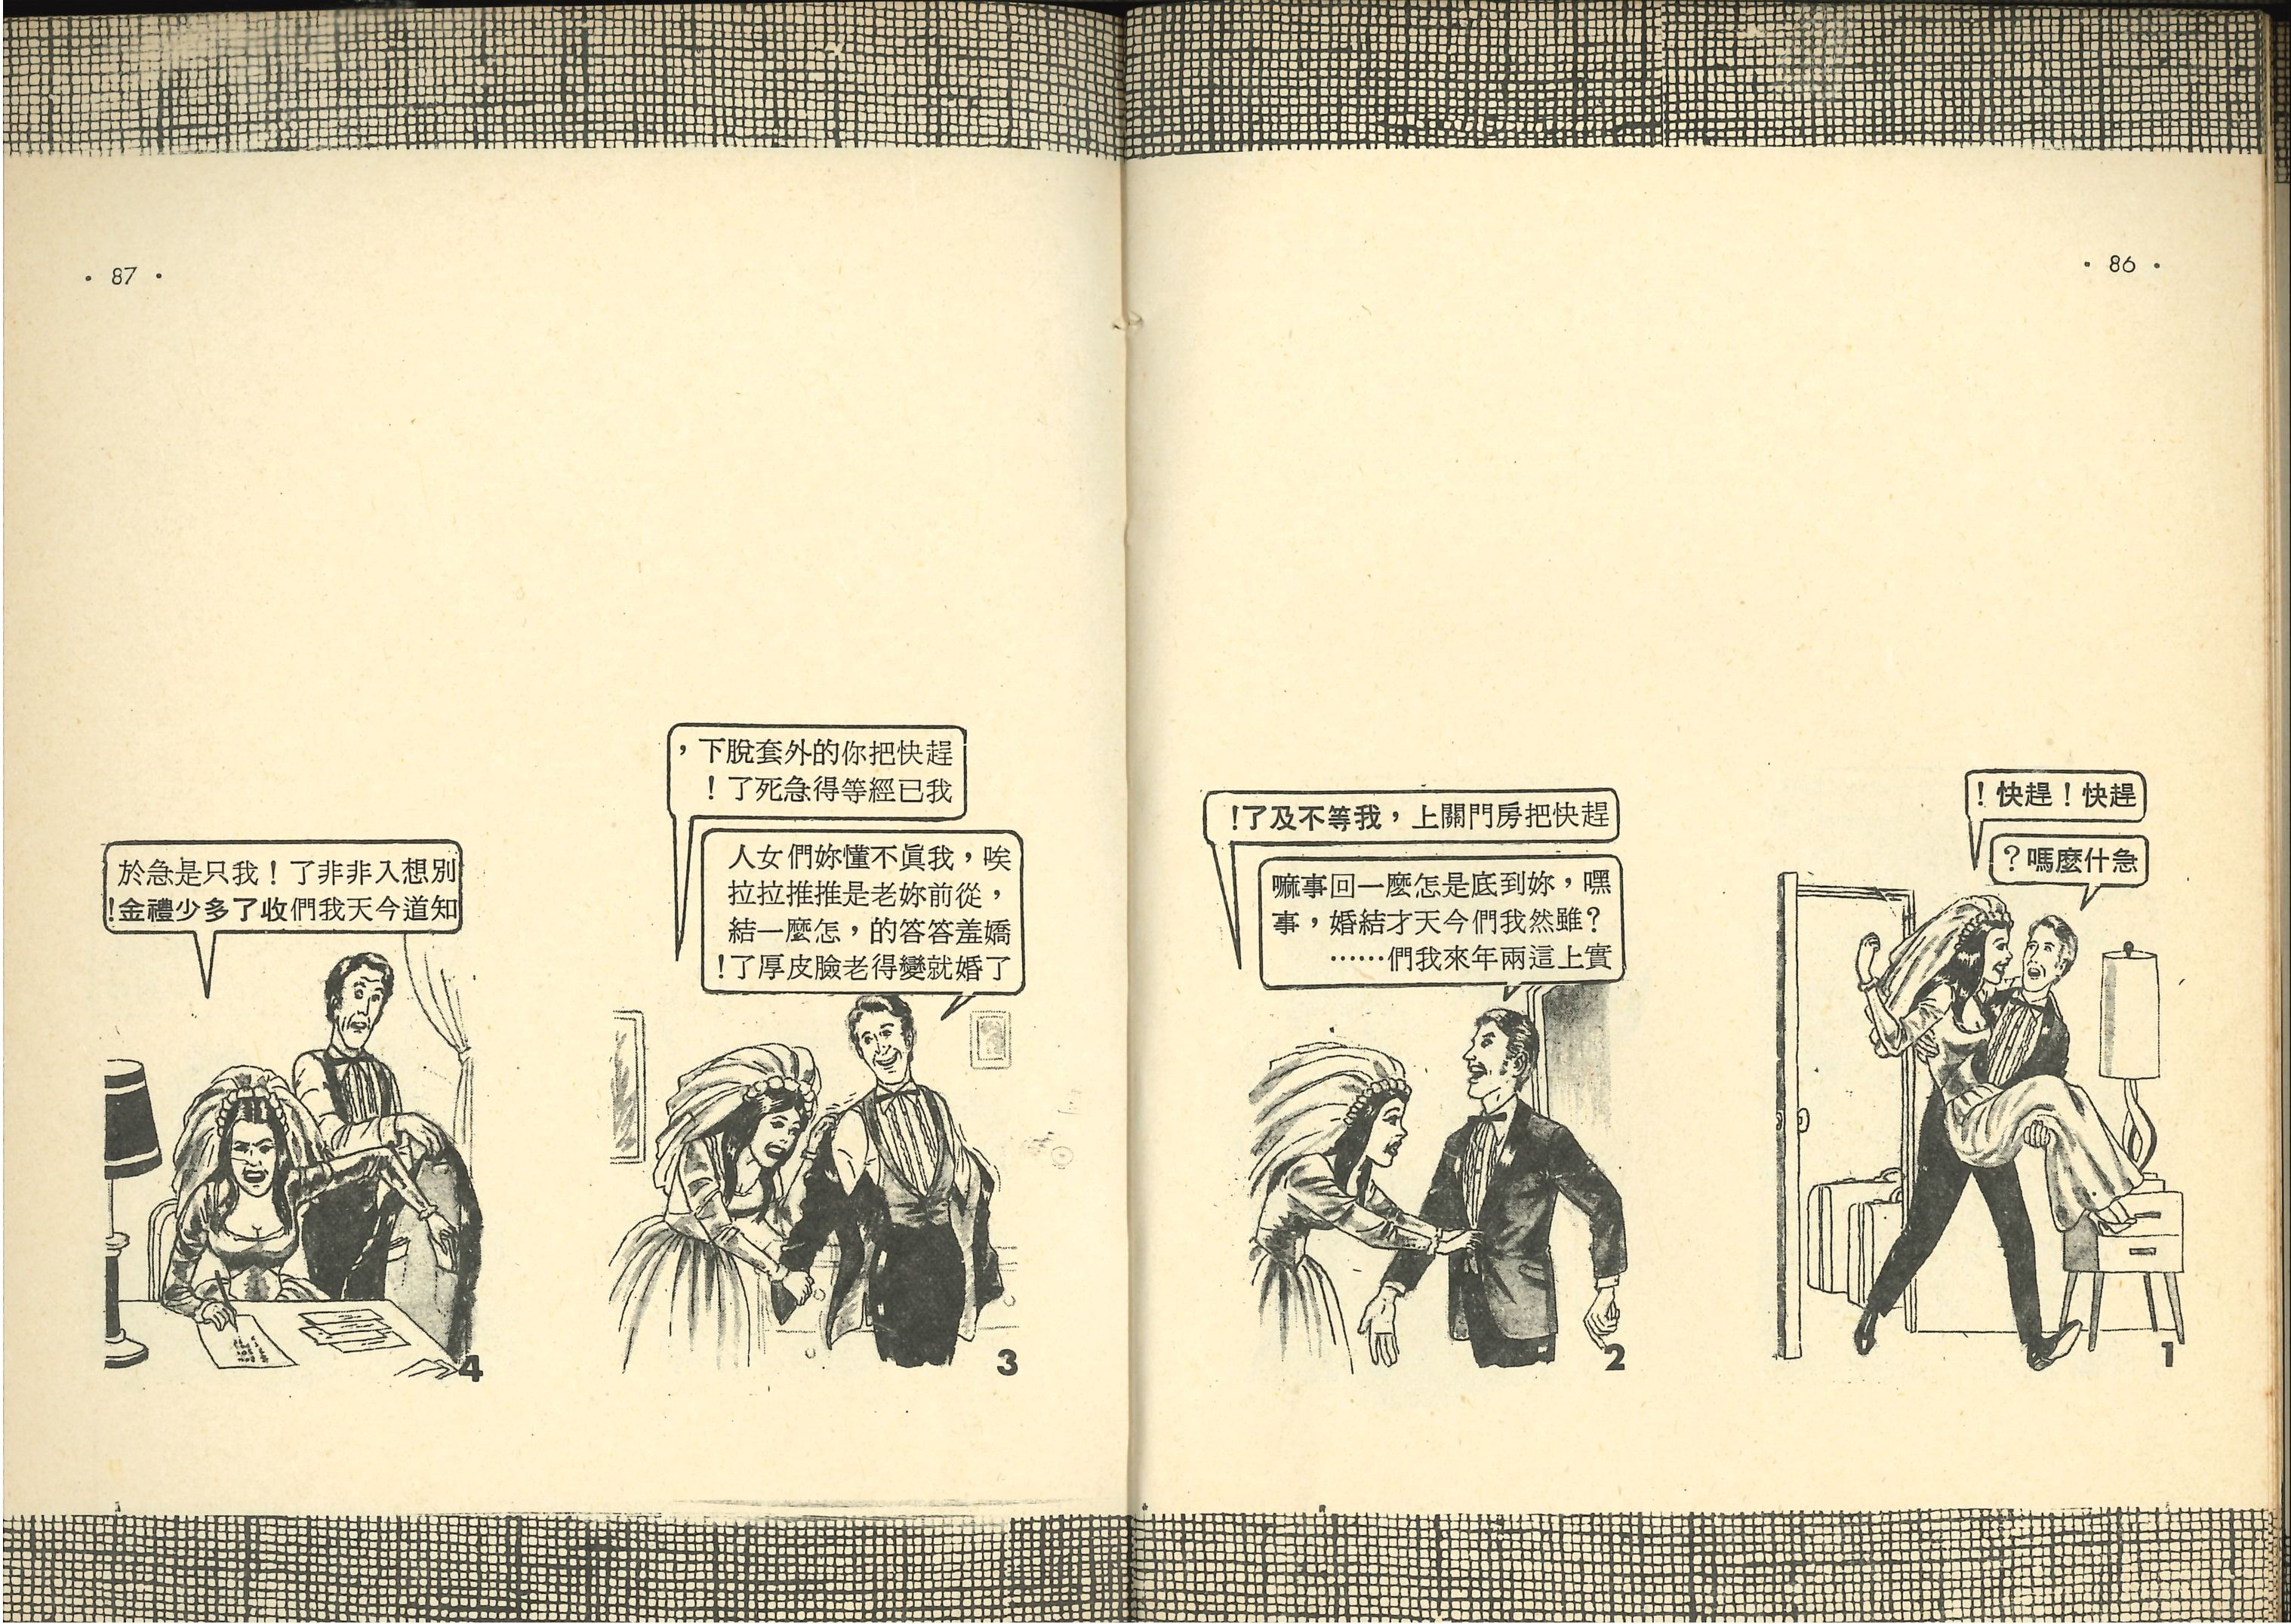 • 86 •
趕快！趕快！
急什麼嗎？
1
趕快把房門關上，我等不及了！
嘿，妳到底是怎麼一回事嘛
？雖然我們今天才結婚，事
實上這兩年來我們……
2
• 87 •
趕快把你的外套脫下，
我已經等得急死了！
唉，我眞不懂妳們女人
，從前妳老是推推拉拉
嬌羞答答的，怎麼一結
了婚就變得老臉皮厚了！
3
別想入非非了！我只是急於
知道今天我們收了多少禮金！
4